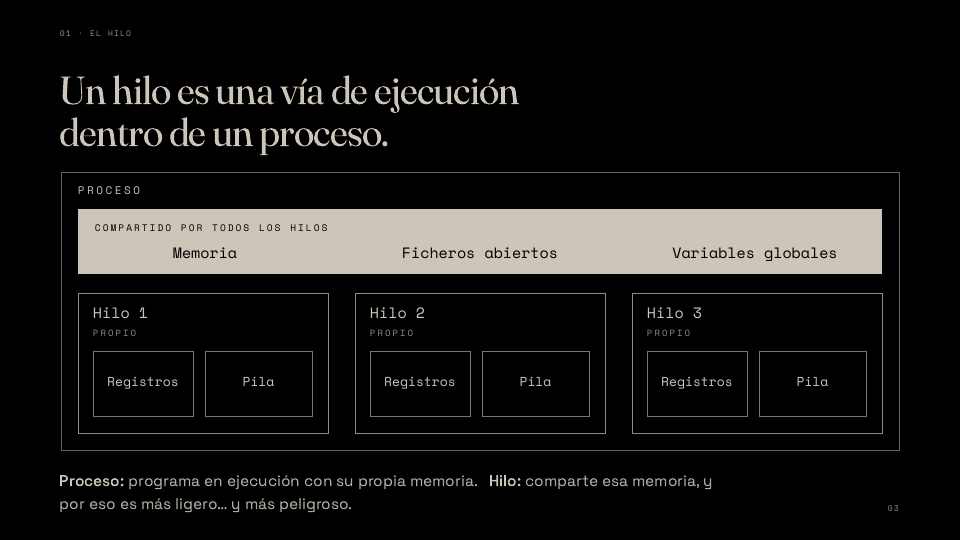 01 · EL HILO
Un hilo es una vía de ejecución
dentro de un proceso.
PROCESO
COMPARTIDO POR TODOS LOS HILOS
Memoria Ficheros abiertos Variables globales
Hilo 1
PROPIO
Registros Pila
Hilo 2
PROPIO
Registros Pila
Hilo 3
PROPIO
Registros Pila
Proceso: programa en ejecución con su propia memoria. Hilo: comparte esa memoria, y
por eso es más ligero… y más peligroso.
03